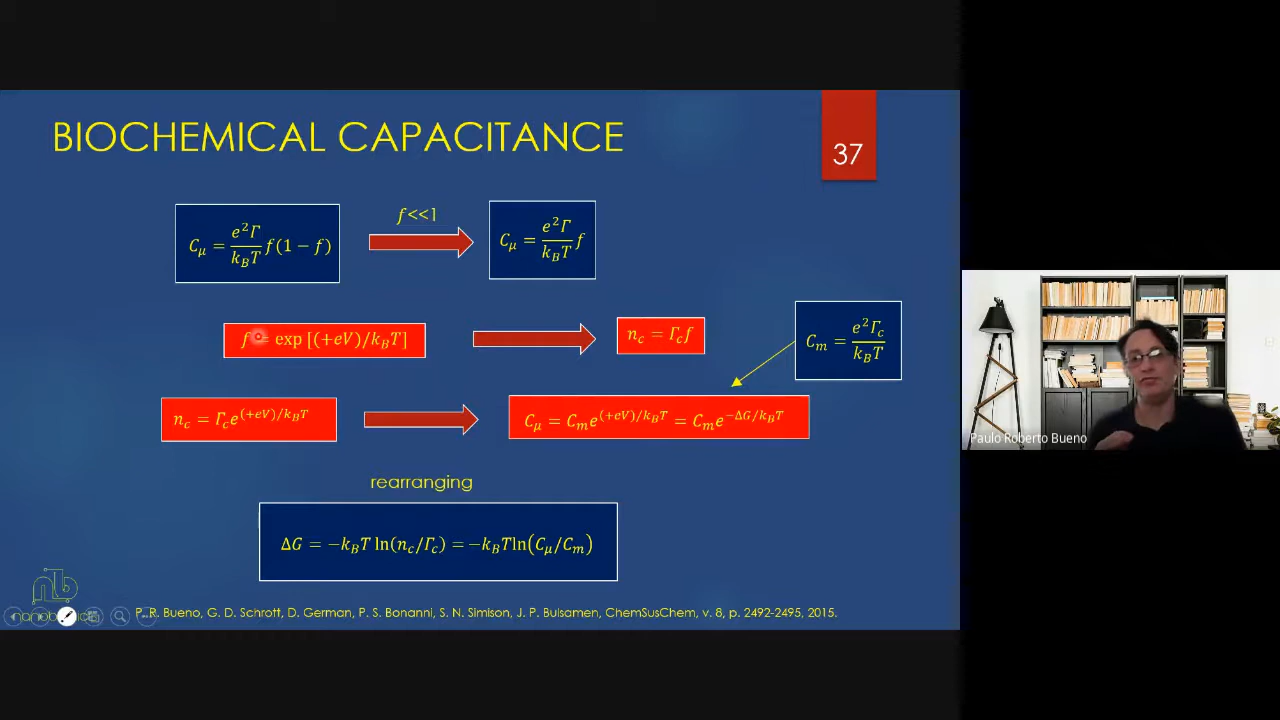 BIOCHEMICAL CAPACITANCE
37
C_μ = e²Γ/k_BT f(1 − f)
f<<1
C_μ = e²Γ/k_BT f
f = exp [(+eV)/k_BT]
n_c = Γ_c f
C_m = e²Γ_c/k_BT
n_c = Γ_c e^{(+eV)/k_BT}
C_μ = C_m e^{(+eV)/k_BT} = C_m e^{−ΔG/k_BT}
rearranging
ΔG = −k_BT ln(n_c/Γ_c) = −k_BT ln(C_μ/C_m)
P. R. Bueno, G. D. Schrott, D. German, P. S. Bonanni, S. N. Simison, J. P. Buisamen, ChemSusChem, v. 8, p. 2492-2495, 2015.
Paulo Roberto Bueno